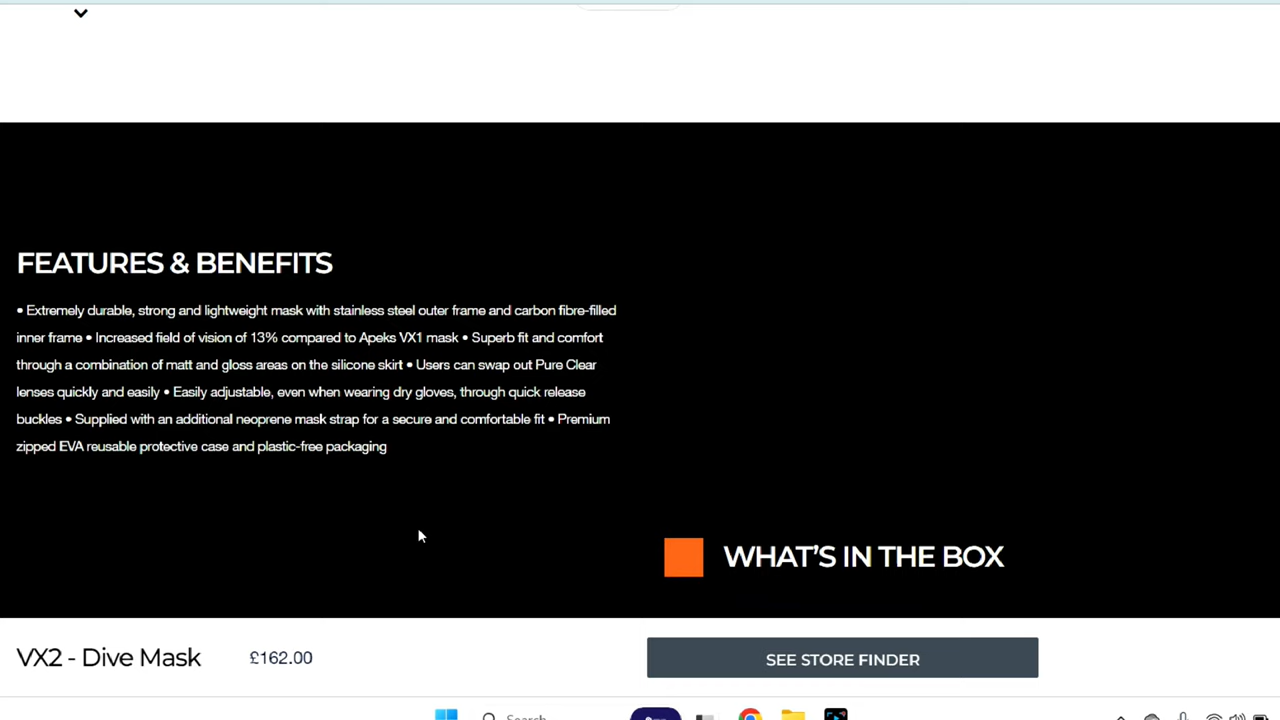 FEATURES & BENEFITS
• Extremely durable, strong and lightweight mask with stainless steel outer frame and carbon fibre-filled
inner frame • Increased field of vision of 13% compared to Apeks VX1 mask • Superb fit and comfort
through a combination of matt and gloss areas on the silicone skirt • Users can swap out Pure Clear
lenses quickly and easily • Easily adjustable, even when wearing dry gloves, through quick release
buckles • Supplied with an additional neoprene mask strap for a secure and comfortable fit • Premium
zipped EVA reusable protective case and plastic-free packaging
WHAT'S IN THE BOX
VX2 - Dive Mask
£162.00
SEE STORE FINDER
Search